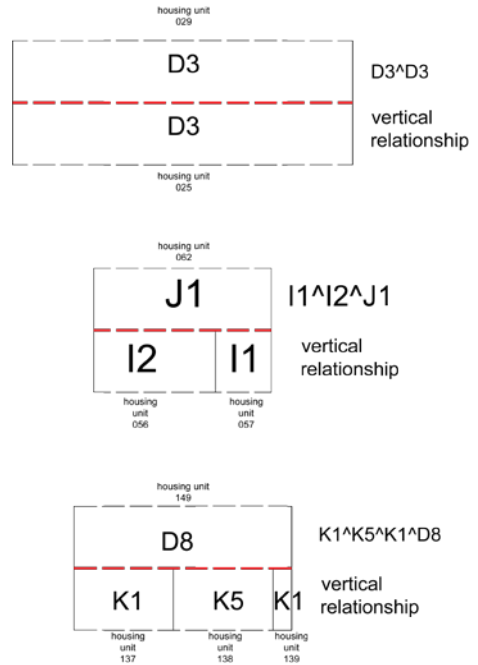 housing unit
029
D3
D3^D3
D3
vertical
relationship
housing unit
025
housing unit
062
J1
I1^I2^J1
I2
I1
vertical
relationship
housing
unit
056
housing
unit
057
housing unit
149
D8
K1^K5^K1^D8
K1
K5
K1
vertical
relationship
housing
unit
137
housing
unit
138
housing
unit
139